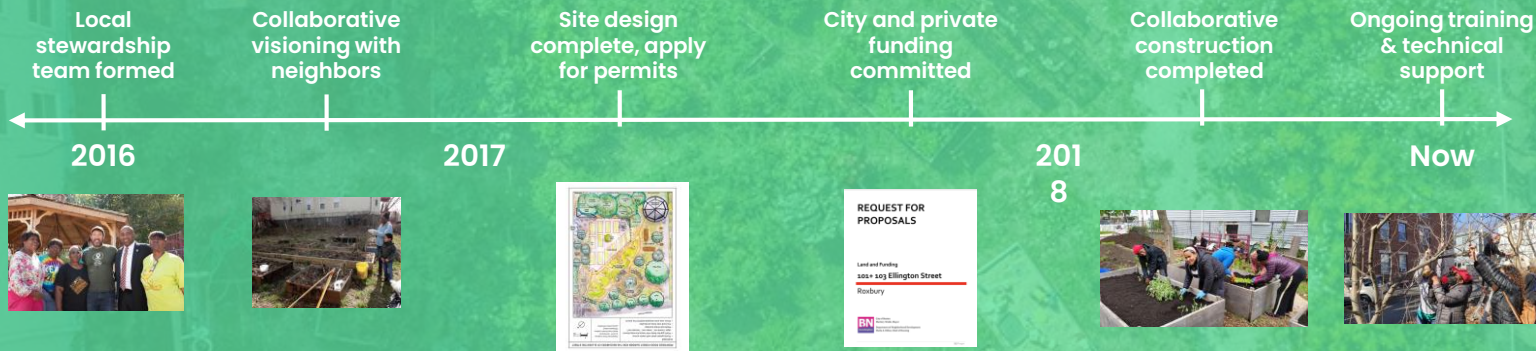 Local
stewardship
team formed
Collaborative
visioning with
neighbors
Site design
complete, apply
for permits
City and private
funding
committed
Collaborative
construction
completed
Ongoing training
& technical
support
2016
2017
201
8
Now
REQUEST FOR
PROPOSALS
Land and Funding
101+ 103 Ellington Street
Roxbury
BN